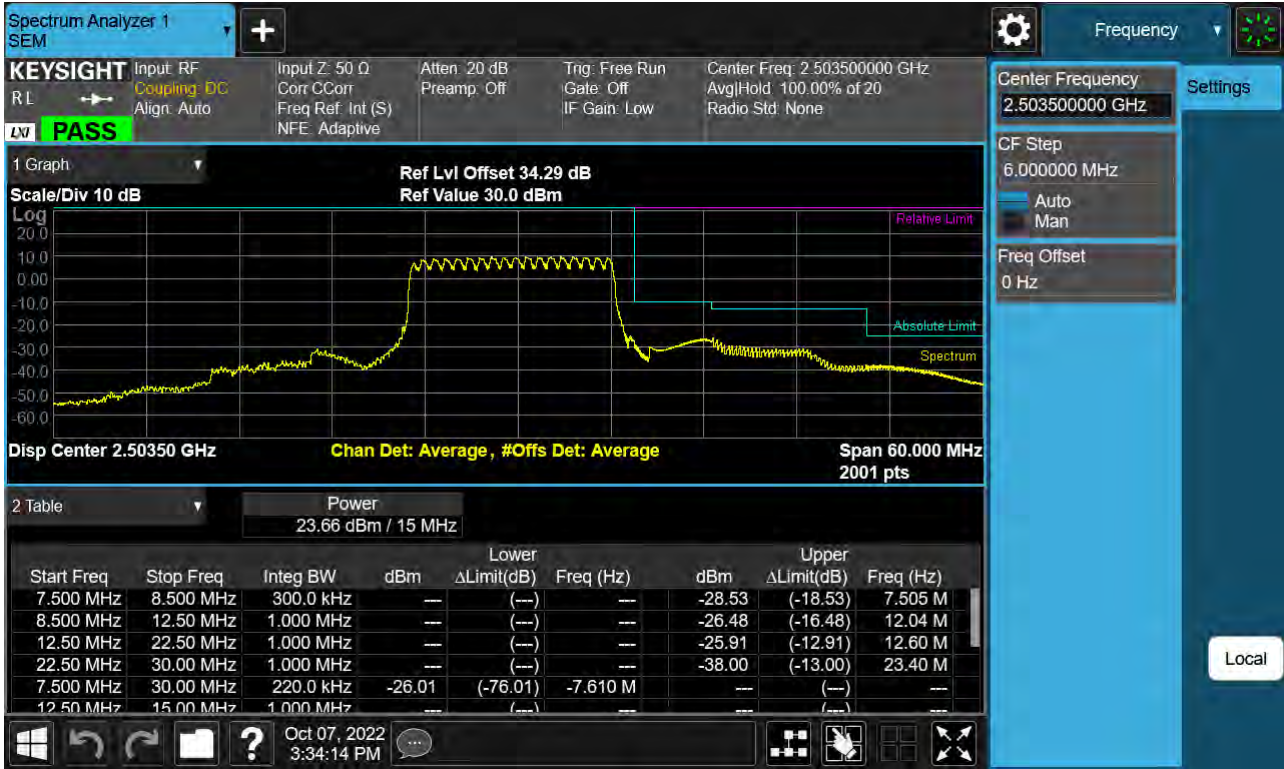 Spectrum Analyzer 1
SEM
Frequency
KEYSIGHT
R L
LXI
PASS
Input: RF
Coupling: DC
Align: Auto
Input Z: 50 Ω
Corr CCorr
Freq Ref: Int (S)
NFE: Adaptive
Atten: 20 dB
Preamp: Off
Trig: Free Run
Gate: Off
IF Gain: Low
Center Freq: 2.503500000 GHz
Avg|Hold: 100.00% of 20
Radio Std: None
Center Frequency
2.503500000 GHz
Settings
CF Step
6.000000 MHz
Auto
Man
Freq Offset
0 Hz
Local
1 Graph
Ref Lvl Offset 34.29 dB
Scale/Div 10 dB
Ref Value 30.0 dBm
Log
20.0
10.0
0.00
-10.0
-20.0
-30.0
-40.0
-50.0
-60.0
Relative Limit
Absolute Limit
Spectrum
Disp Center 2.50350 GHz
Chan Det: Average , #Offs Det: Average
Span 60.000 MHz
2001 pts
2 Table
Power
23.66 dBm / 15 MHz
Lower Upper
Start Freq Stop Freq Integ BW dBm ΔLimit(dB) Freq (Hz) dBm ΔLimit(dB) Freq (Hz)
7.500 MHz 8.500 MHz 300.0 kHz --- (---) --- -28.53 (-18.53) 7.505 M
8.500 MHz 12.50 MHz 1.000 MHz --- (---) --- -26.48 (-16.48) 12.04 M
12.50 MHz 22.50 MHz 1.000 MHz --- (---) --- -25.91 (-12.91) 12.60 M
22.50 MHz 30.00 MHz 1.000 MHz --- (---) --- -38.00 (-13.00) 23.40 M
7.500 MHz 30.00 MHz 220.0 kHz -26.01 (-76.01) -7.610 M --- (---) ---
12.50 MHz 15.00 MHz 1.000 MHz --- (---) --- --- (---) ---
Oct 07, 2022
3:34:14 PM